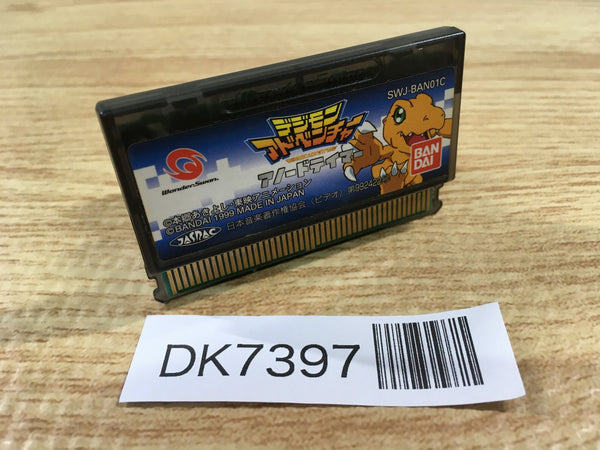 SWJ-BAN01C
デジモン
アドベンチャー
アノードテイマー
BAN
DAI
WonderSwan
©本郷あきよし・東映アニメーション
©BANDAI 1999 MADE IN JAPAN
JASRAC
日本音楽著作権協会(ビデオ)
DK7397